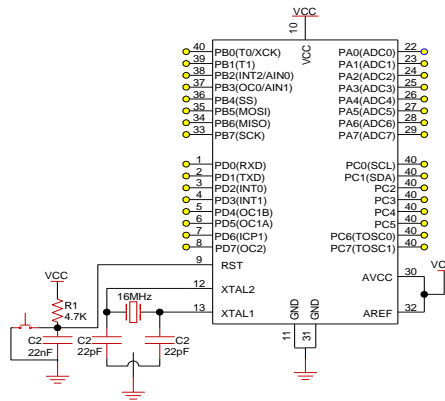 VCC
10
VCC
40 PB0(T0/XCK) PA0(ADC0) 22
39 PB1(T1) PA1(ADC1) 23
38 PB2(INT2/AIN0) PA2(ADC2) 24
37 PB3(OC0/AIN1) PA3(ADC3) 25
36 PB4(SS) PA4(ADC4) 26
35 PB5(MOSI) PA5(ADC5) 27
34 PB6(MISO) PA6(ADC6) 28
33 PB7(SCK) PA7(ADC7) 29
1 PD0(RXD) PC0(SCL) 40
2 PD1(TXD) PC1(SDA) 40
3 PD2(INT0) PC2 40
4 PD3(INT1) PC3 40
5 PD4(OC1B) PC4 40
6 PD5(OC1A) PC5 40
7 PD6(ICP1) PC6(TOSC0) 40
8 PD7(OC2) PC7(TOSC1) 40
9 RST
VC
VCC
AVCC 30
12 XTAL2
16MHz
R1
4.7K
13 XTAL1
AREF 32
GND
GND
11
31
C2
22nF
C2
22pF
C2
22pF